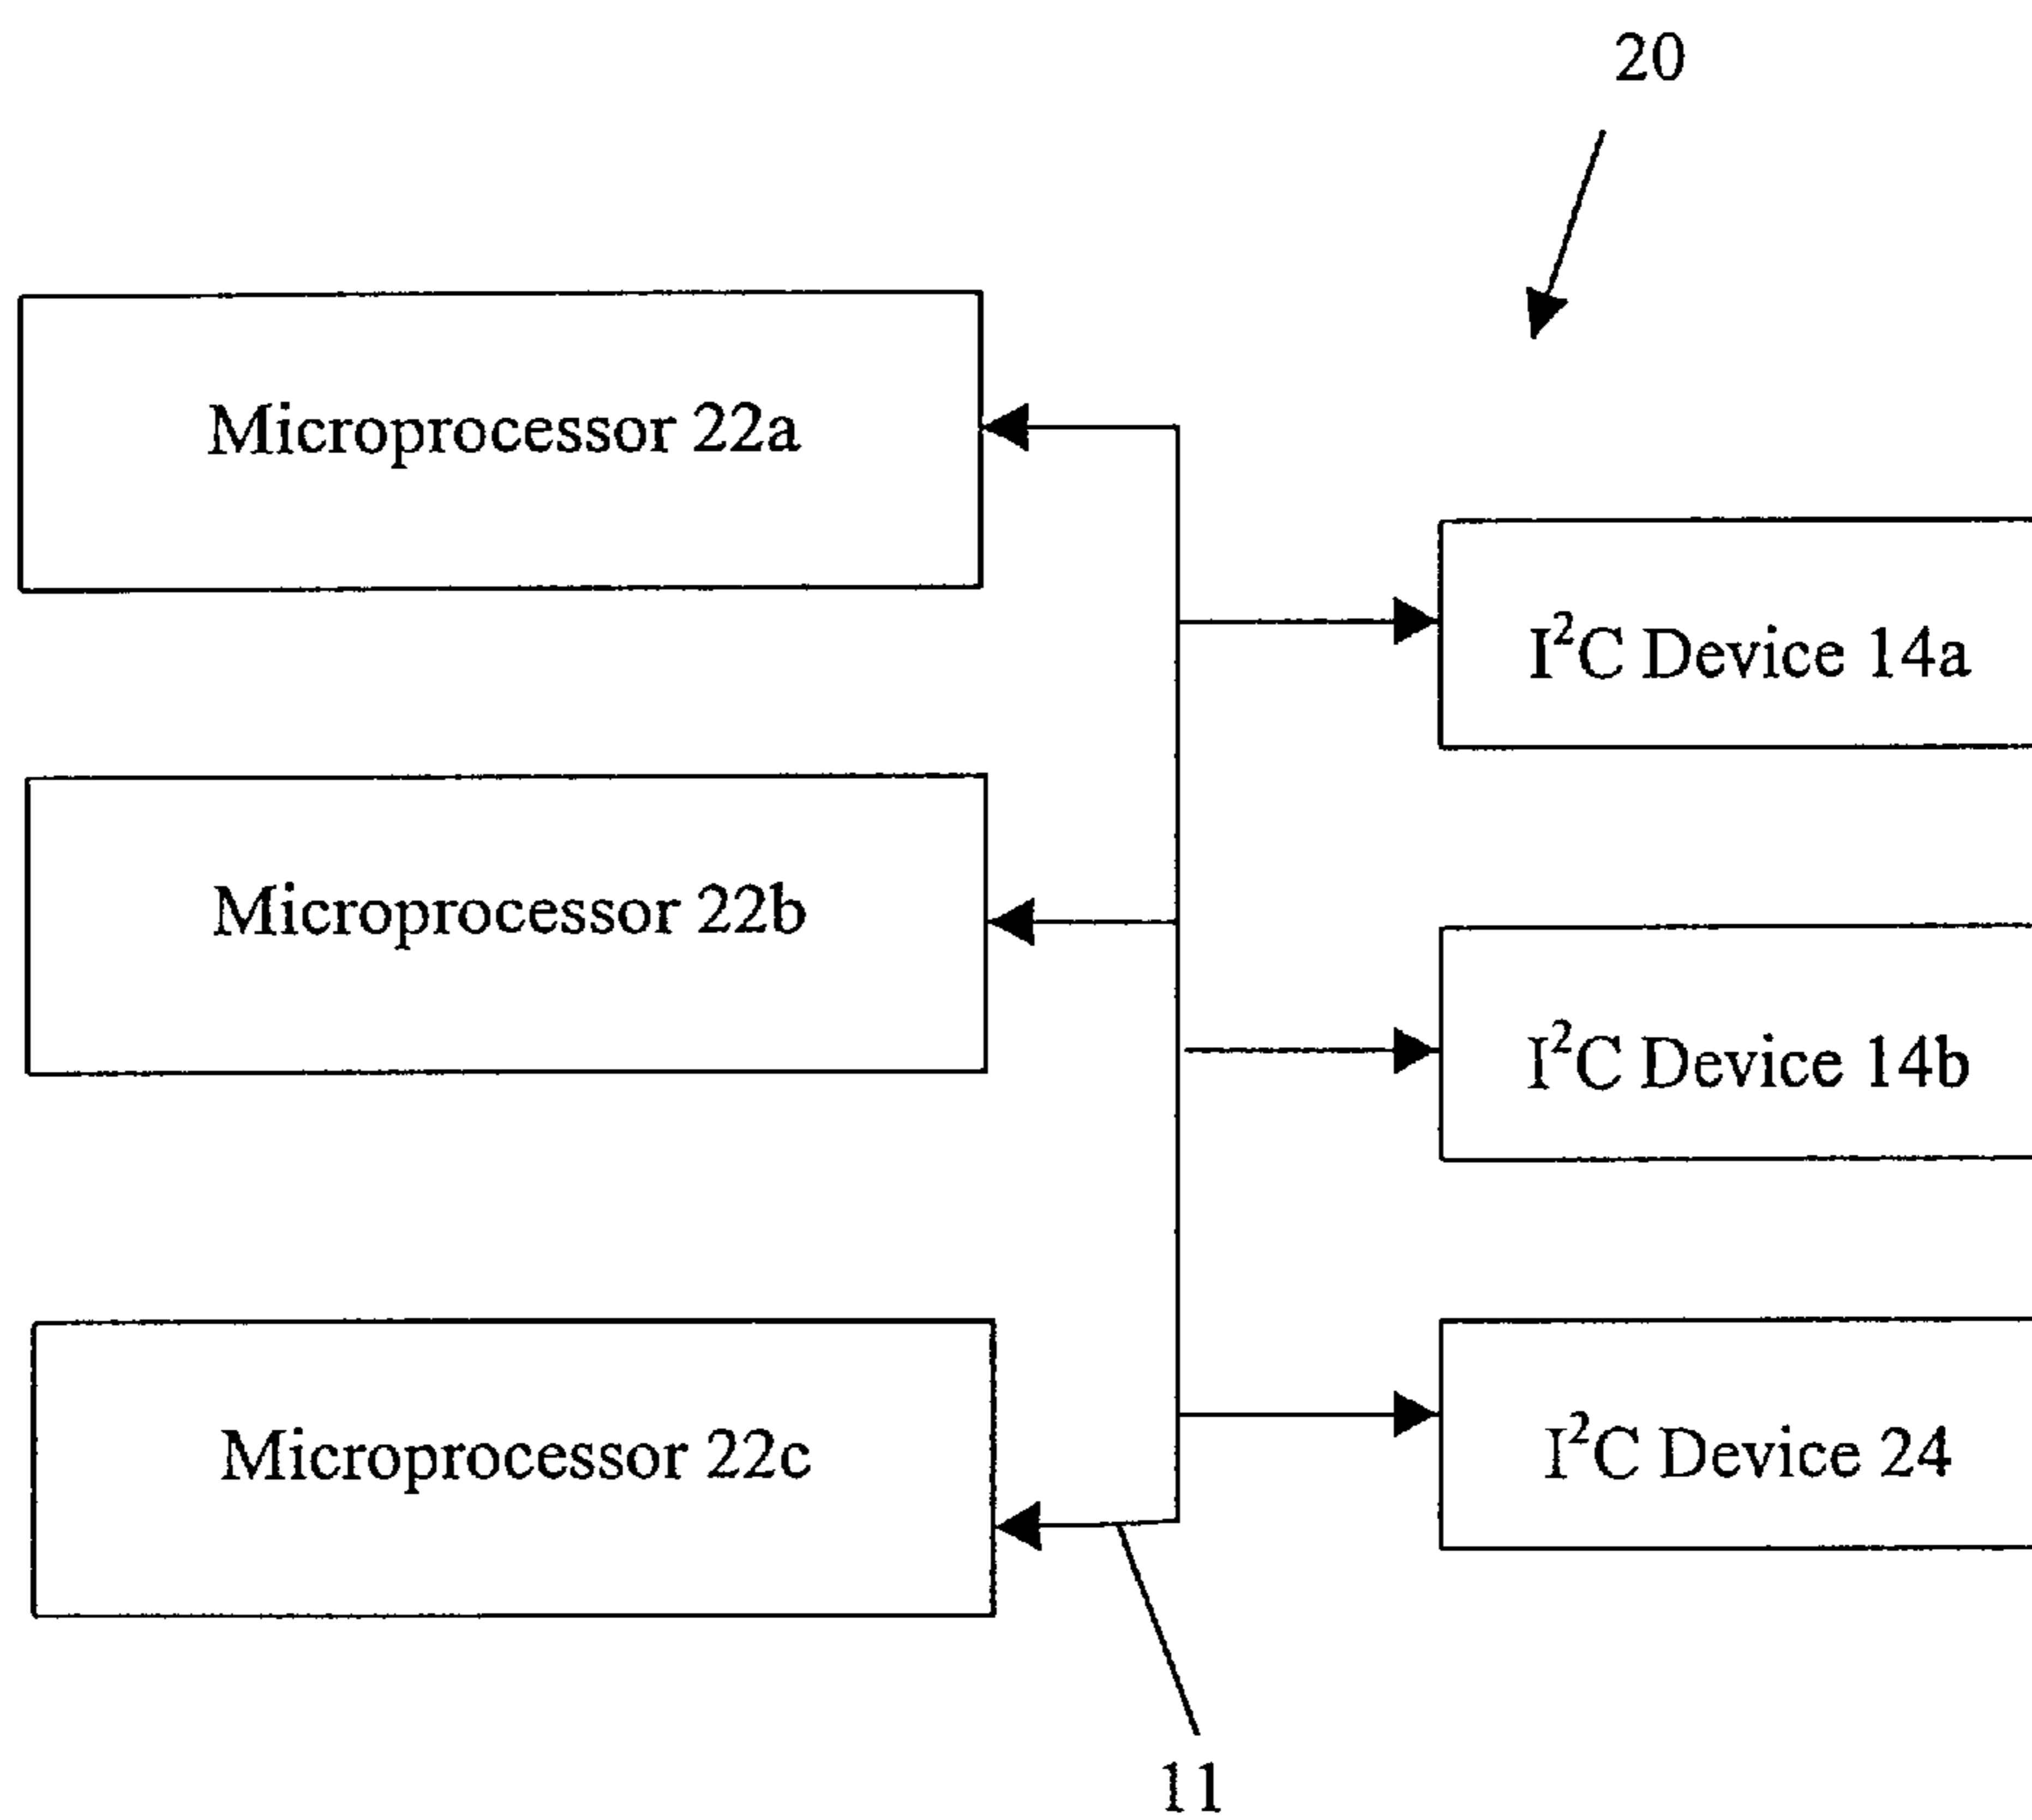 20
Microprocessor 22a
I²C Device 14a
Microprocessor 22b
I²C Device 14b
Microprocessor 22c
I²C Device 24
11